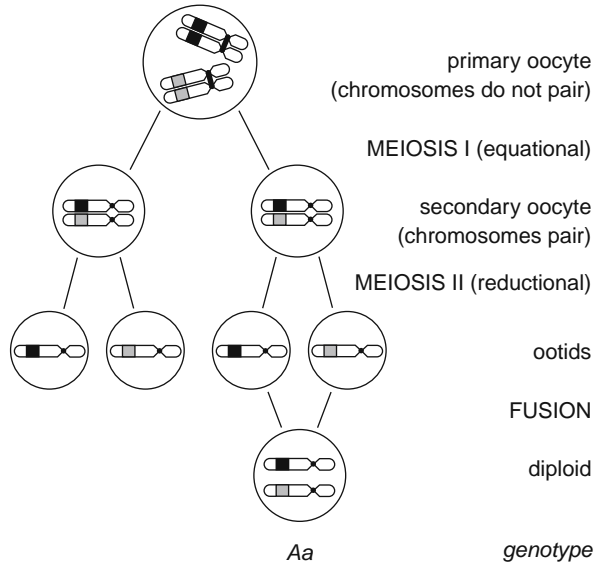 primary oocyte
(chromosomes do not pair)
MEIOSIS I (equational)
secondary oocyte
(chromosomes pair)
MEIOSIS II (reductional)
ootids
FUSION
diploid
Aa
genotype